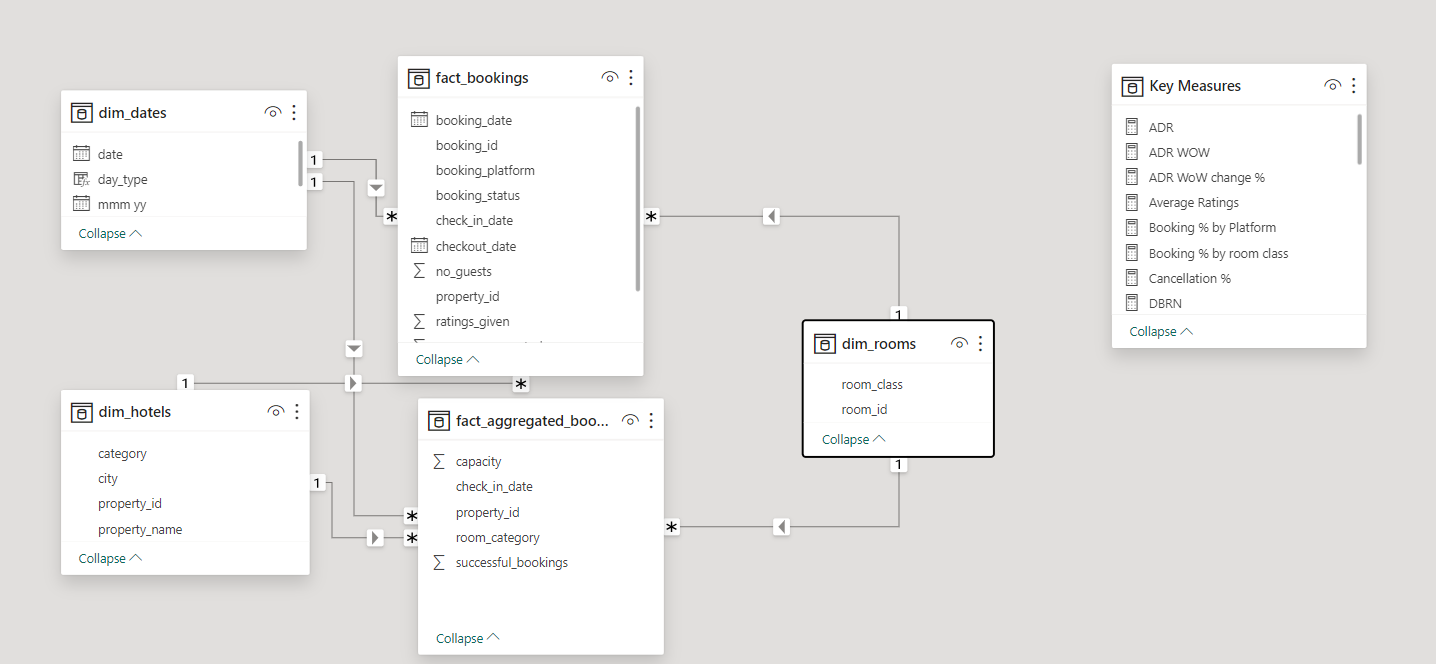 dim_dates
date
day_type
mmm yy
Collapse
1
1
fact_bookings
booking_date
booking_id
booking_platform
booking_status
check_in_date
checkout_date
no_guests
property_id
ratings_given
Collapse
*
*
*
1
dim_hotels
category
city
property_id
property_name
Collapse
1
fact_aggregated_boo...
capacity
check_in_date
property_id
room_category
successful_bookings
Collapse
*
*
*
1
dim_rooms
room_class
room_id
Collapse
1
Key Measures
ADR
ADR WOW
ADR WoW change %
Average Ratings
Booking % by Platform
Booking % by room class
Cancellation %
DBRN
Collapse